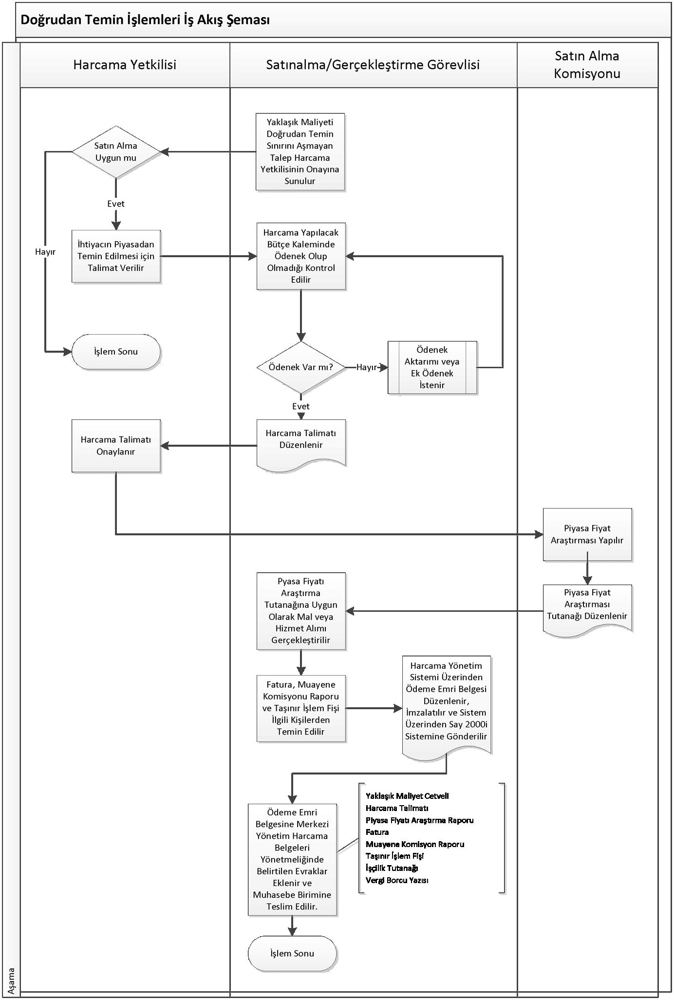 Doğrudan Temin İşlemleri İş Akış Şeması
Harcama Yetkilisi
Satınalma/Gerçekleştirme Görevlisi
Satın Alma
Komisyonu
Yaklaşık Maliyeti
Doğrudan Temin
Sınırını Aşmayan
Talep Harcama
Yetkilisinin Onayına
Sunulur
Satın Alma
Uygun mu
Evet
Hayır
İhtiyacın Piyasadan
Temin Edilmesi için
Talimat Verilir
Harcama Yapılacak
Bütçe Kaleminde
Ödenek Olup
Olmadığı Kontrol
Edilir
İşlem Sonu
Ödenek Var mı?
Hayır
Ödenek
Aktarımı veya
Ek Ödenek
İstenir
Evet
Harcama Talimatı
Düzenlenir
Harcama Talimatı
Onaylanır
Piyasa Fiyat
Araştırması Yapılır
Piyasa Fiyat
Araştırması
Tutanağı Düzenlenir
Pyasa Fiyatı
Araştırma
Tutanağına Uygun
Olarak Mal veya
Hizmet Alımı
Gerçekleştirilir
Fatura, Muayene
Komisyonu Raporu
ve Taşınır İşlem Fişi
İlgili Kişilerden
Temin Edilir
Harcama Yönetim
Sistemi Üzerinden
Ödeme Emri Belgesi
Düzenlenir,
İmzalatılır ve Sistem
Üzerinden Say 2000i
Sistemine Gönderilir
Ödeme Emri
Belgesine Merkezi
Yönetim Harcama
Belgeleri
Yönetmeliğinde
Belirtilen Evraklar
Eklenir ve
Muhasebe Birimine
Teslim Edilir.
Yaklaşık Maliyet Cetveli
Harcama Talimatı
Piyasa Fiyatı Araştırma Raporu
Fatura
Muayene Komisyon Raporu
Taşınır İşlem Fişi
İşçilik Tutanağı
Vergi Borcu Yazısı
İşlem Sonu
Aşama